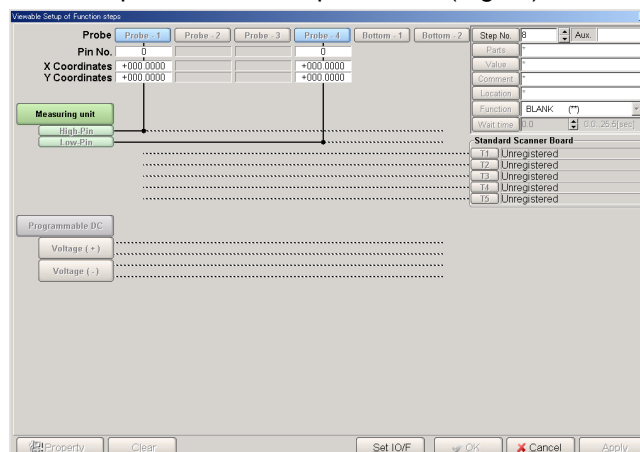 Viewable Setup of Function steps
Probe Probe - 1 Probe - 2 Probe - 3 Probe - 4 Bottom - 1 Bottom - 2
Pin No. 0 0
X Coordinates +000.0000 +000.0000
Y Coordinates +000.0000 +000.0000
Measuring unit
High-Pin
Low-Pin
Programmable DC
Voltage ( + )
Voltage ( - )
Step No. 8 Aux.
Parts *
Value *
Comment *
Location *
Function BLANK (**)
Wait time 0.0 0.0..25.5[sec]
Standard Scanner Board
T1 Unregistered
T2 Unregistered
T3 Unregistered
T4 Unregistered
T5 Unregistered
Property Clear Set IO/F OK Cancel Apply